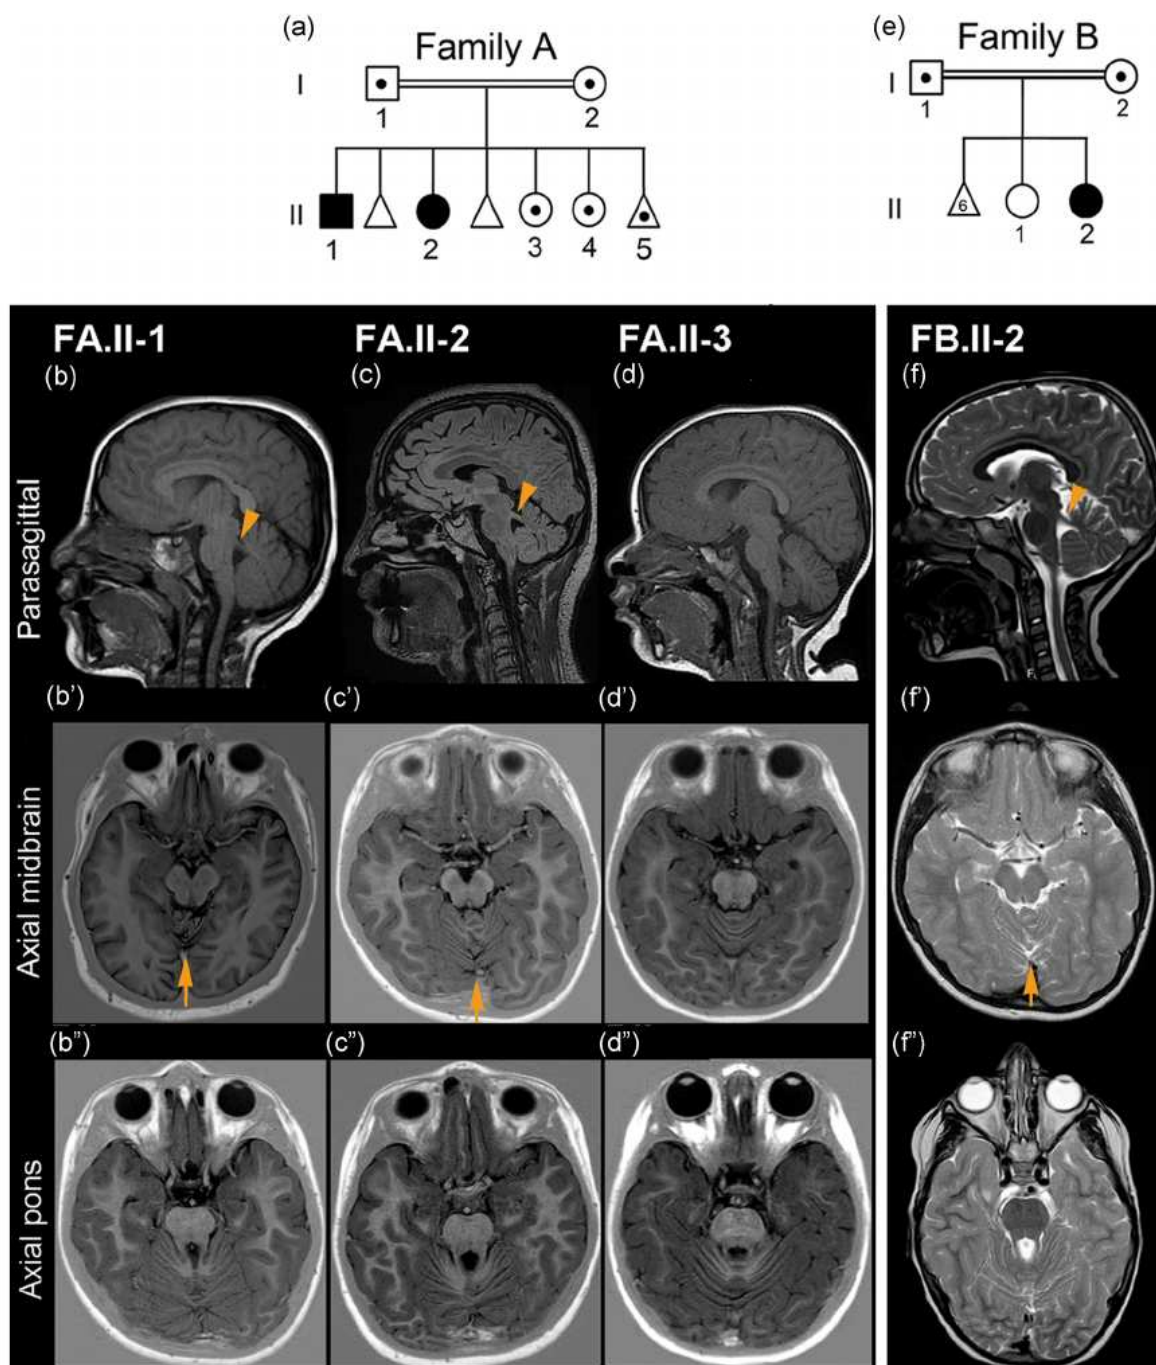 (a)
Family A
I
1
2
II
1
2
3
4
5
(e)
Family B
I
1
2
II
6
1
2
FA.II-1
FA.II-2
FA.II-3
FB.II-2
(b)
(c)
(d)
(f)
Parasagittal
(b')
(c')
(d')
(f')
Axial midbrain
(b")
(c")
(d")
(f")
Axial pons